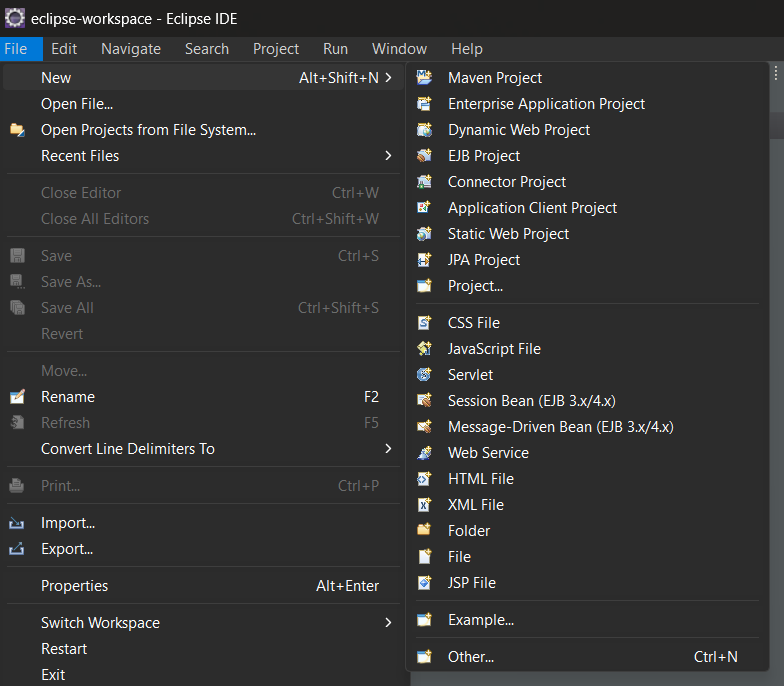 eclipse-workspace - Eclipse IDE
File Edit Navigate Search Project Run Window Help
New Alt+Shift+N
Open File...
Open Projects from File System...
Recent Files
Close Editor Ctrl+W
Close All Editors Ctrl+Shift+W
Save Ctrl+S
Save As...
Save All Ctrl+Shift+S
Revert
Move...
Rename F2
Refresh F5
Convert Line Delimiters To
Print... Ctrl+P
Import...
Export...
Properties Alt+Enter
Switch Workspace
Restart
Exit
Maven Project
Enterprise Application Project
Dynamic Web Project
EJB Project
Connector Project
Application Client Project
Static Web Project
JPA Project
Project...
CSS File
JavaScript File
Servlet
Session Bean (EJB 3.x/4.x)
Message-Driven Bean (EJB 3.x/4.x)
Web Service
HTML File
XML File
Folder
File
JSP File
Example...
Other... Ctrl+N